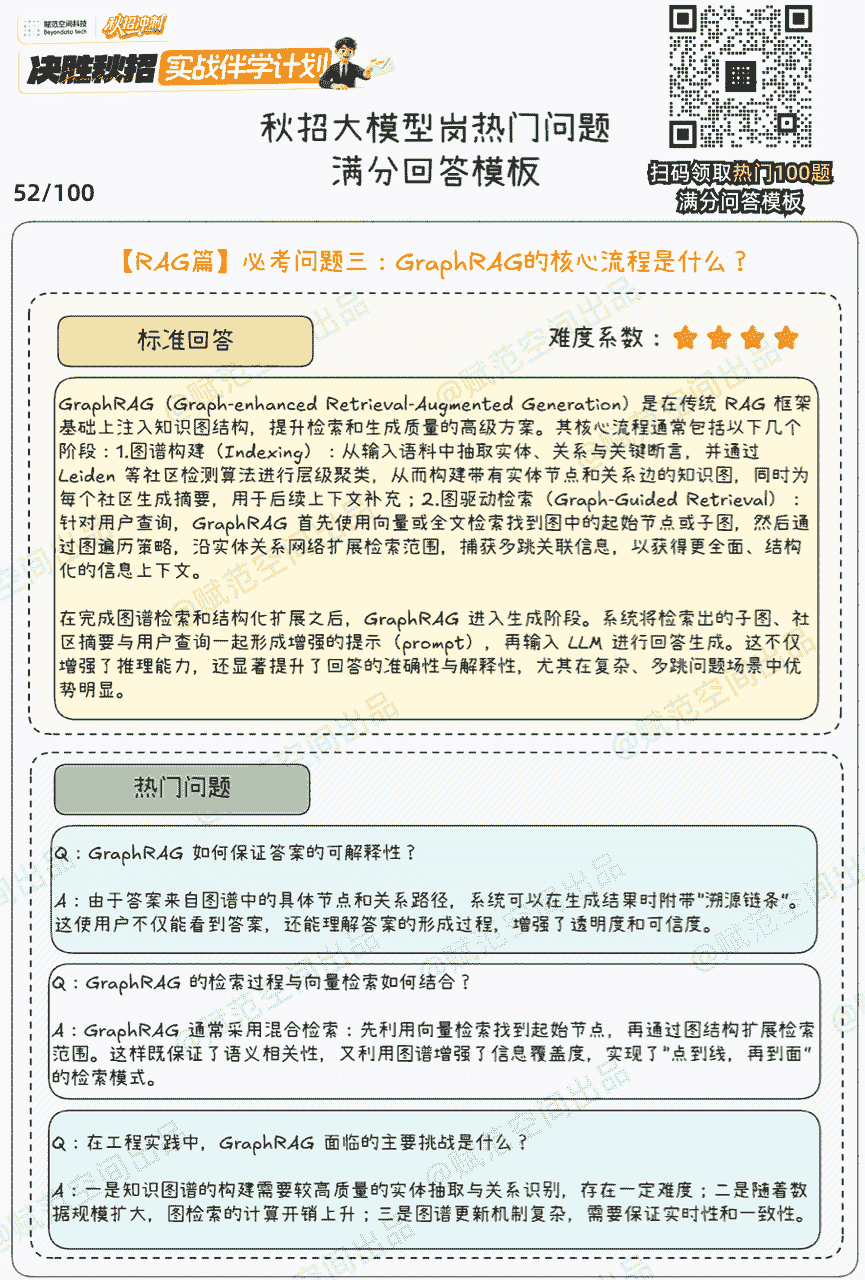 赋范空间科技
Beyondata tech
秋招冲刺
决胜秋招 实战伴学计划
秋招大模型岗热门问题
满分回答模板
扫码领取热门100题
满分问答模板
52/100
【RAG篇】必考问题三：GraphRAG的核心流程是什么？
标准回答
难度系数：
GraphRAG（Graph-enhanced Retrieval-Augmented Generation）是在传统 RAG 框架
基础上注入知识图结构，提升检索和生成质量的高级方案。其核心流程通常包括以下几个
阶段：1.图谱构建（Indexing）：从输入语料中抽取实体、关系与关键断言，并通过
Leiden 等社区检测算法进行层级聚类，从而构建带有实体节点和关系边的知识图，同时为
每个社区生成摘要，用于后续上下文补充；2.图驱动检索（Graph-Guided Retrieval）：
针对用户查询，GraphRAG 首先使用向量或全文检索找到图中的起始节点或子图，然后通
过图遍历策略，沿实体关系网络扩展检索范围，捕获多跳关联信息，以获得更全面、结构
化的信息上下文。
在完成图谱检索和结构化扩展之后，GraphRAG 进入生成阶段。系统将检索出的子图、社
区摘要与用户查询一起形成增强的提示（prompt），再输入 LLM 进行回答生成。这不仅
增强了推理能力，还显著提升了回答的准确性与解释性，尤其在复杂、多跳问题场景中优
势明显。
热门问题
Q：GraphRAG 如何保证答案的可解释性？
A：由于答案来自图谱中的具体节点和关系路径，系统可以在生成结果时附带"溯源链条"。
这使用户不仅能看到答案，还能理解答案的形成过程，增强了透明度和可信度。
Q：GraphRAG 的检索过程与向量检索如何结合？
A：GraphRAG 通常采用混合检索：先利用向量检索找到起始节点，再通过图结构扩展检索
范围。这样既保证了语义相关性，又利用图谱增强了信息覆盖度，实现了"点到线，再到面"
的检索模式。
Q：在工程实践中，GraphRAG 面临的主要挑战是什么？
A：一是知识图谱的构建需要较高质量的实体抽取与关系识别，存在一定难度；二是随着数
据规模扩大，图检索的计算开销上升；三是图谱更新机制复杂，需要保证实时性和一致性。
@赋范空间出品